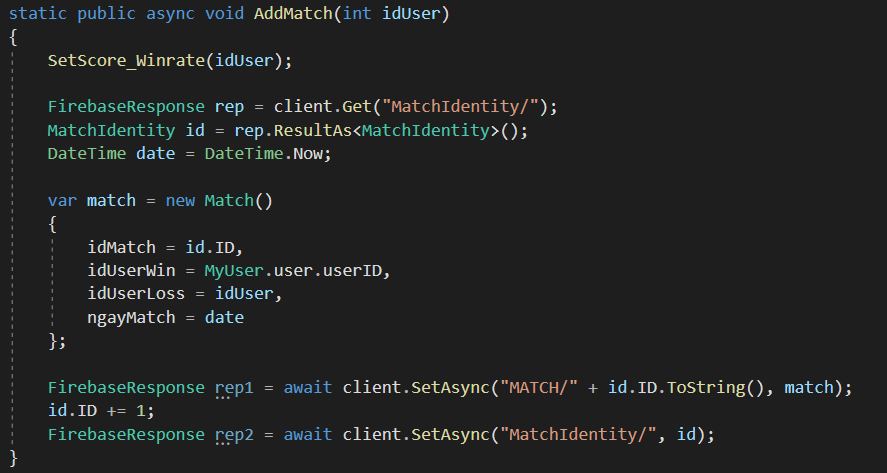 static public async void AddMatch(int idUser)
{
SetScore_Winrate(idUser);
FirebaseResponse rep = client.Get("MatchIdentity/");
MatchIdentity id = rep.ResultAs<MatchIdentity>();
DateTime date = DateTime.Now;
var match = new Match()
{
idMatch = id.ID,
idUserWin = MyUser.user.userID,
idUserLoss = idUser,
ngayMatch = date
};
FirebaseResponse rep1 = await client.SetAsync("MATCH/" + id.ID.ToString(), match);
id.ID += 1;
FirebaseResponse rep2 = await client.SetAsync("MatchIdentity/", id);
}